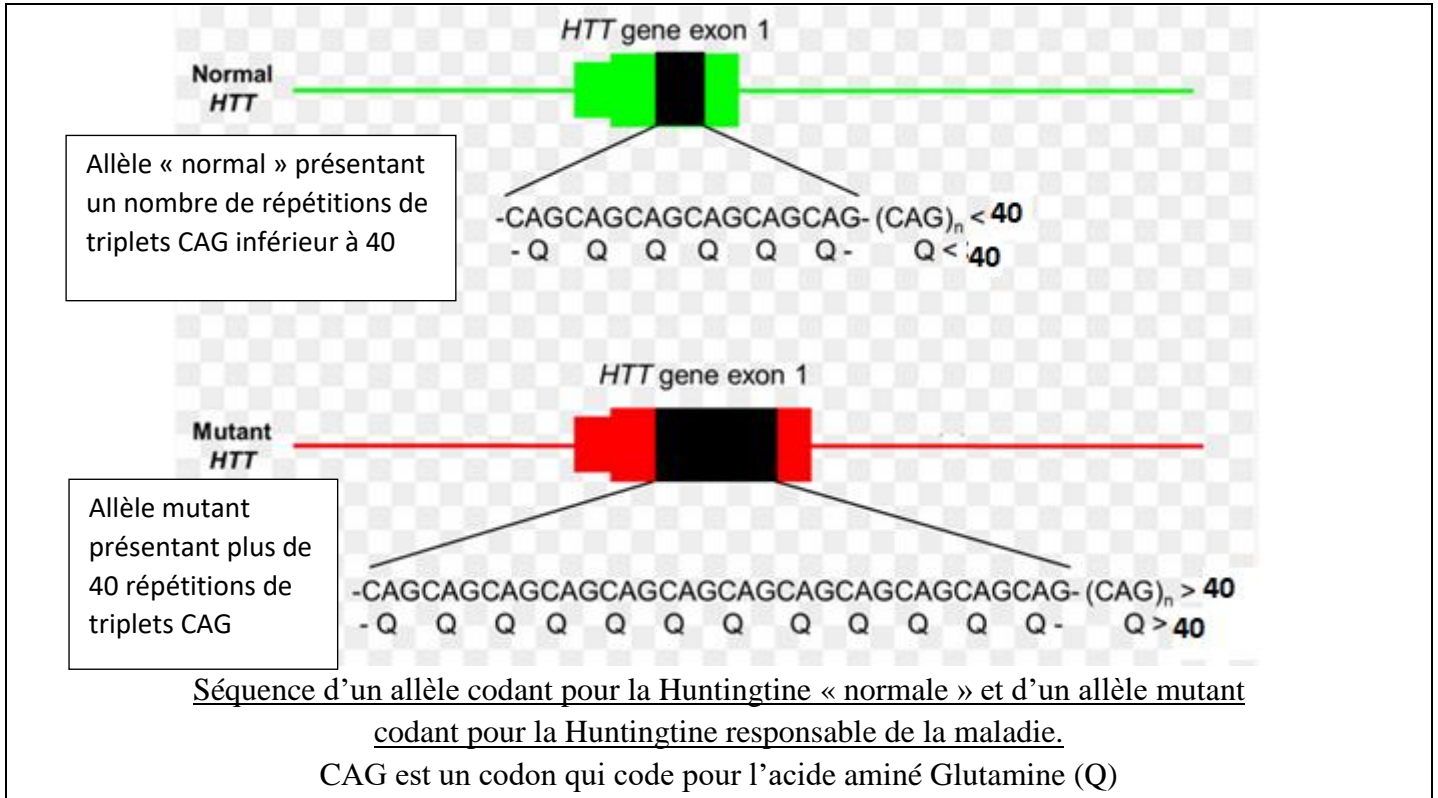 HTT gene exon 1
Normal
HTT
Allèle « normal » présentant
un nombre de répétitions de
triplets CAG inférieur à 40
-CAGCAGCAGCAGCAGCAG- (CAG)n < 40
- Q Q Q Q Q Q - Q < 40
HTT gene exon 1
Mutant
HTT
Allèle mutant
présentant plus de
40 répétitions de
triplets CAG
-CAGCAGCAGCAGCAGCAGCAGCAGCAGCAGCAGCAG- (CAG)n > 40
- Q Q Q Q Q Q Q Q Q Q Q Q - Q > 40
Séquence d’un allèle codant pour la Huntingtine « normale » et d’un allèle mutant
codant pour la Huntingtine responsable de la maladie.
CAG est un codon qui code pour l’acide aminé Glutamine (Q)